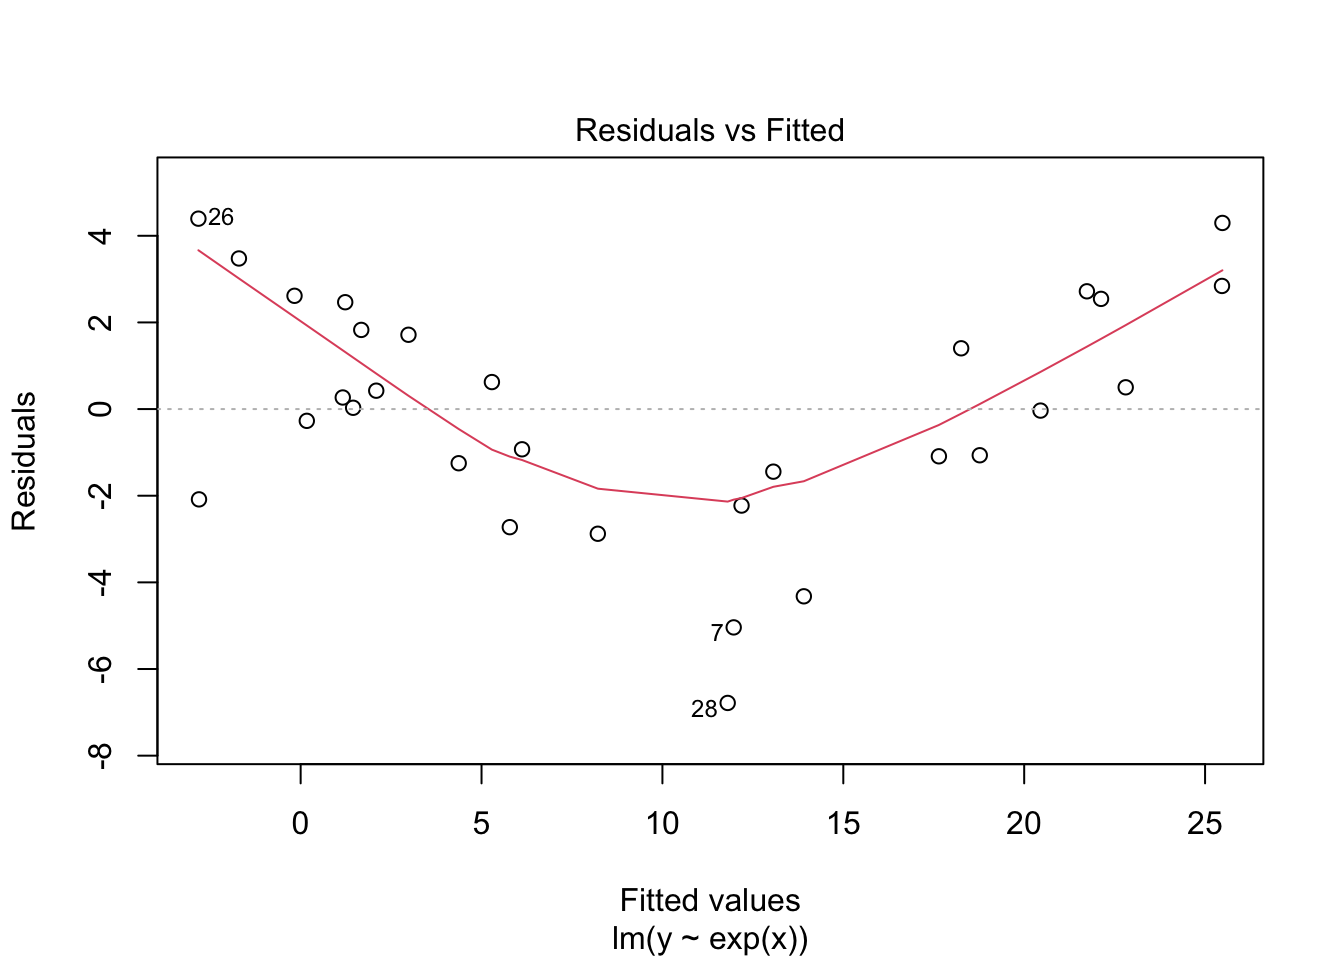 Residuals vs Fitted
Residuals
4
2
0
-2
-4
-6
-8
26
7
28
0 5 10 15 20 25
Fitted values
lm(y ~ exp(x))